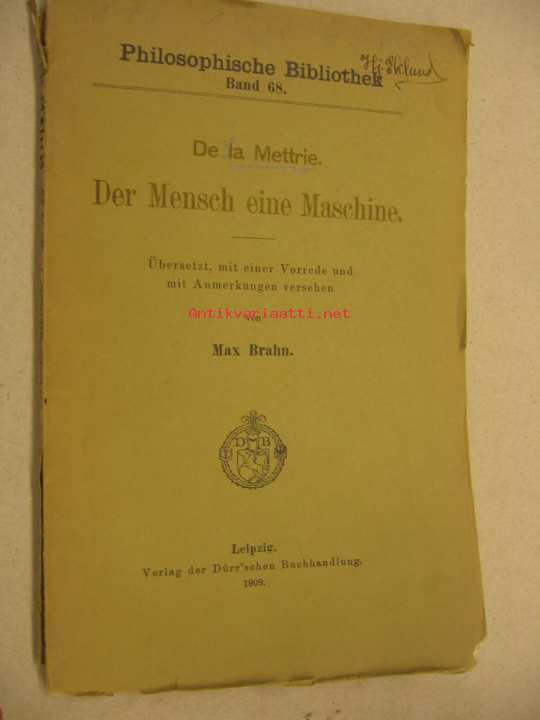 Philosophische Bibliothek
Band 68.
De la Mettrie.
Der Mensch eine Maschine.
Übersetzt, mit einer Vorrede und
mit Anmerkungen versehen
Antikvariaatti.net
von
Max Brahn.
D B
Leipzig.
Verlag der Dürr'schen Buchhandlung.
1909.